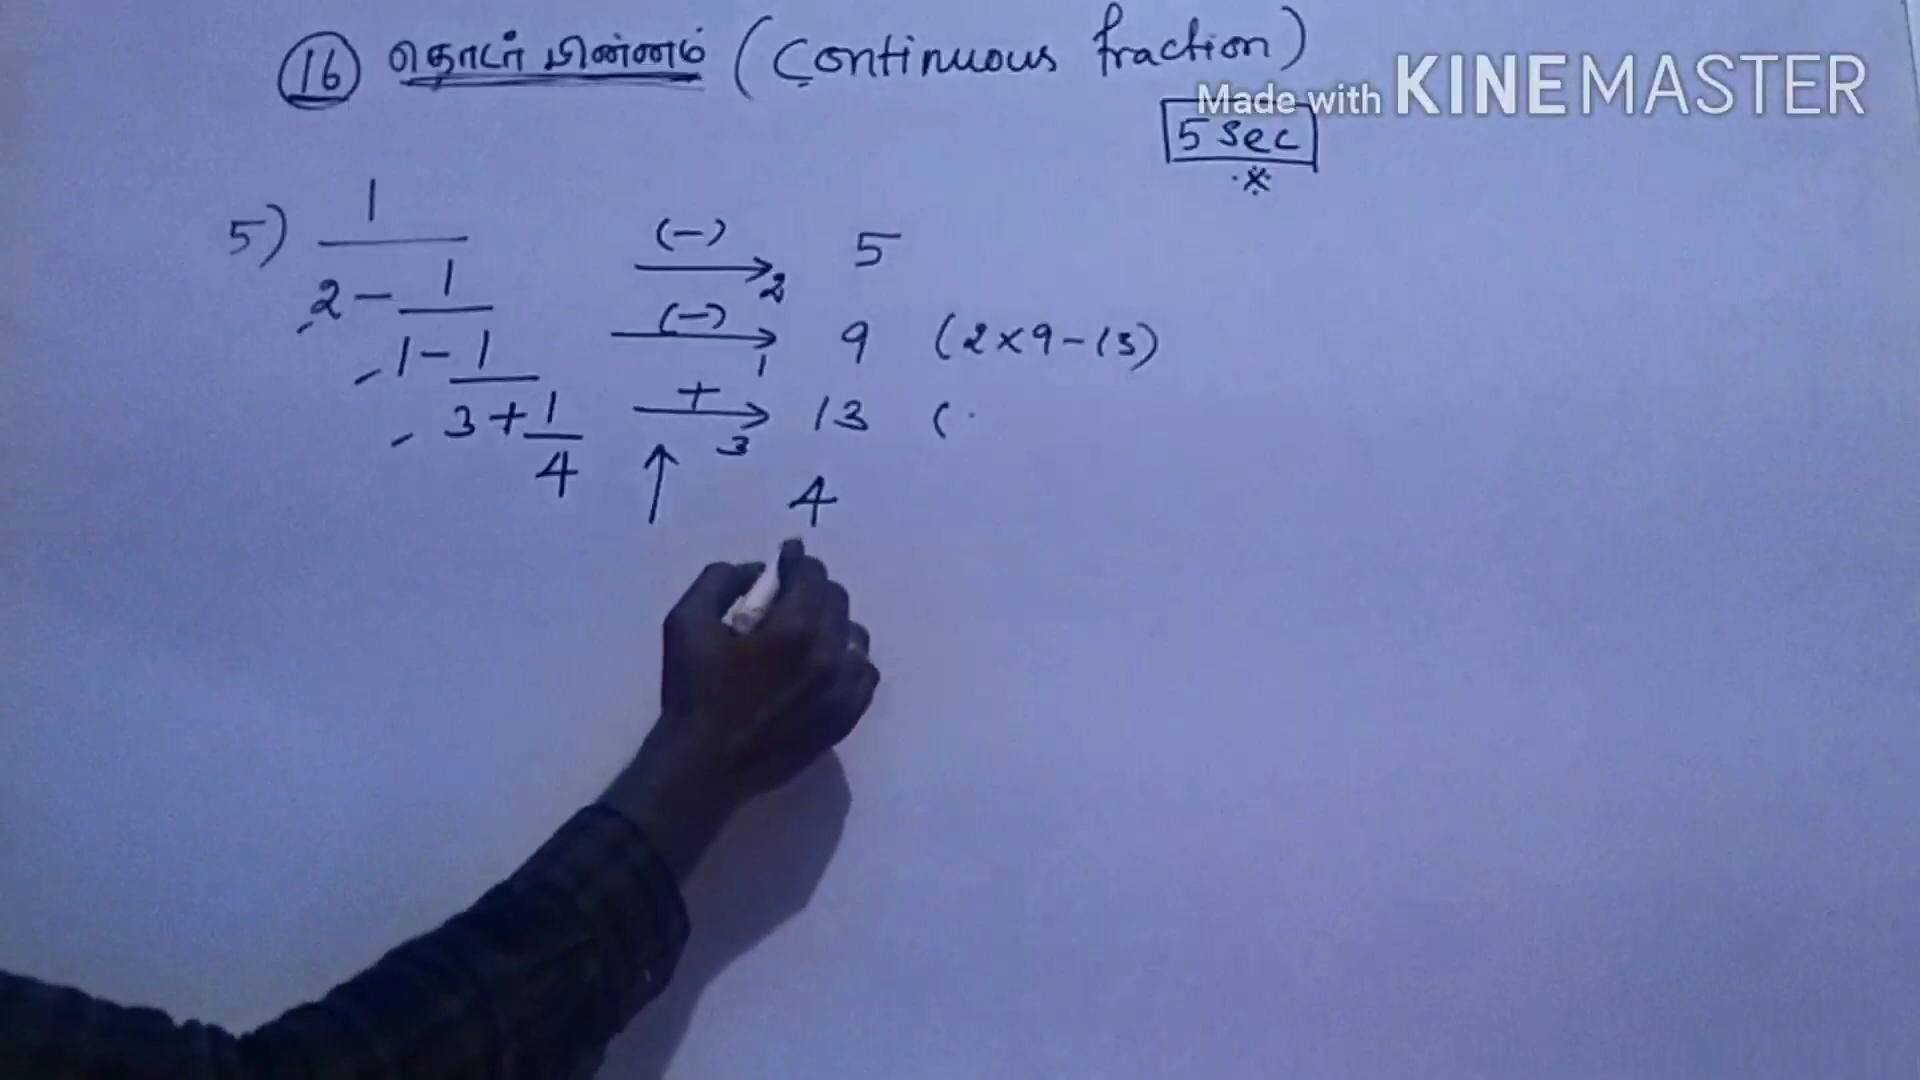 16 தொடர் பின்னம் (Continuous fraction)
Made with KINEMASTER
5 sec
5) 1
2 - 1 (-) 2 5
1 - 1 (-) 1 9 (2×9-13)
3 + 1 + 3 13 (
4 4